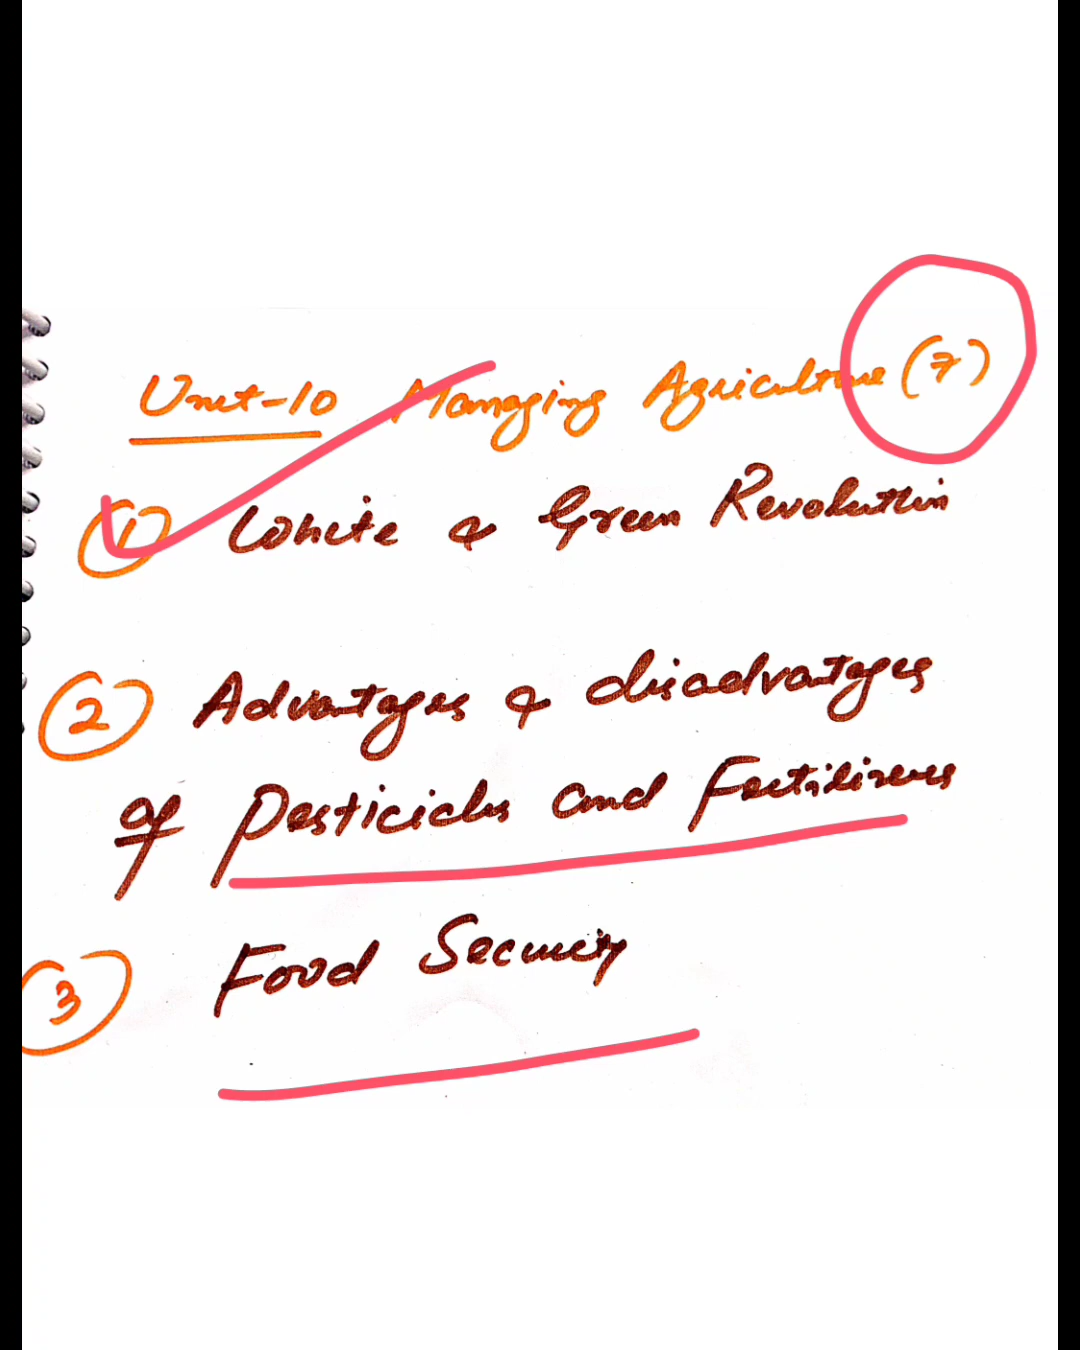 Unit-10 Managing Agriculture (7)
① White & Green Revolution
② Advantages & disadvantages
of Pesticides and Fertilizers
③ Food Security